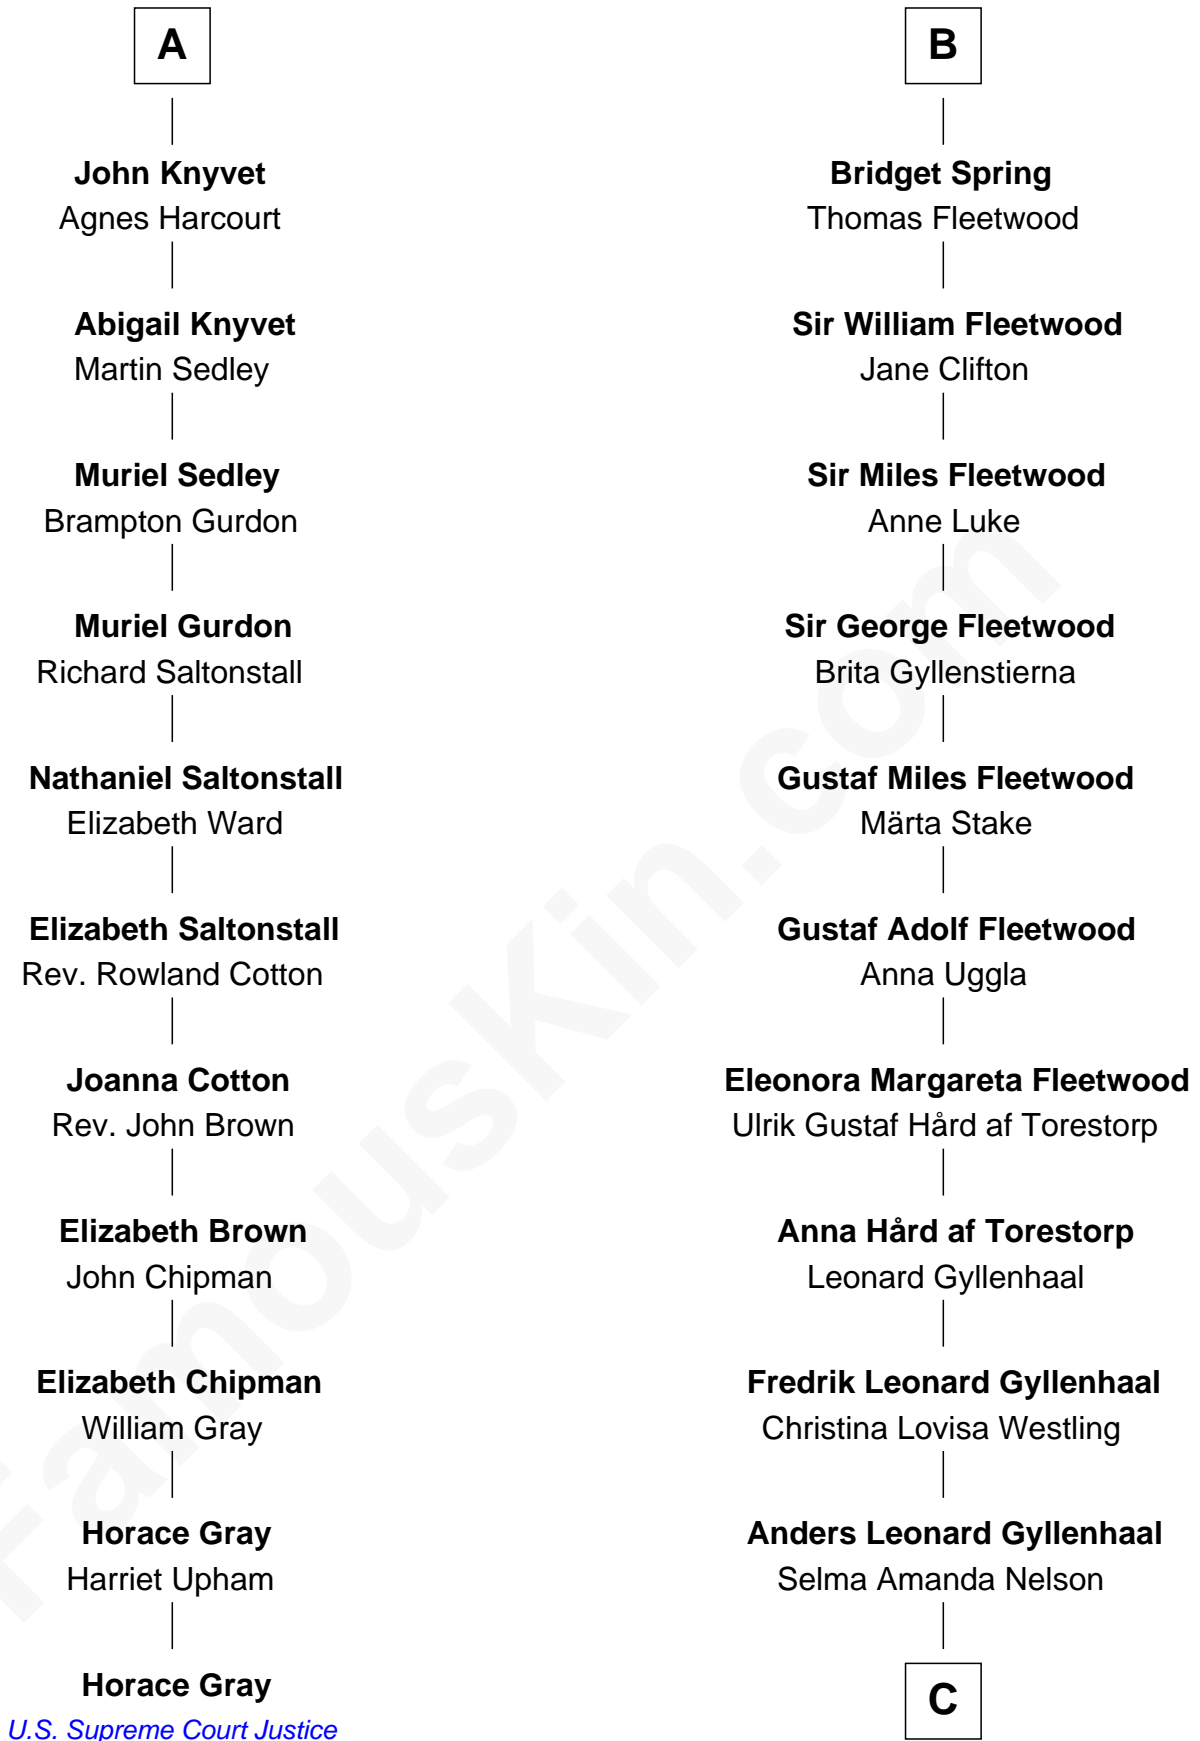 A
John Knyvet
Agnes Harcourt
Abigail Knyvet
Martin Sedley
Muriel Sedley
Brampton Gurdon
Muriel Gurdon
Richard Saltonstall
Nathaniel Saltonstall
Elizabeth Ward
Elizabeth Saltonstall
Rev. Rowland Cotton
Joanna Cotton
Rev. John Brown
Elizabeth Brown
John Chipman
Elizabeth Chipman
William Gray
Horace Gray
Harriet Upham
Horace Gray
U.S. Supreme Court Justice
B
Bridget Spring
Thomas Fleetwood
Sir William Fleetwood
Jane Clifton
Sir Miles Fleetwood
Anne Luke
Sir George Fleetwood
Brita Gyllenstierna
Gustaf Miles Fleetwood
Märta Stake
Gustaf Adolf Fleetwood
Anna Uggla
Eleonora Margareta Fleetwood
Ulrik Gustaf Hård af Torestorp
Anna Hård af Torestorp
Leonard Gyllenhaal
Fredrik Leonard Gyllenhaal
Christina Lovisa Westling
Anders Leonard Gyllenhaal
Selma Amanda Nelson
C
FamousKin.com